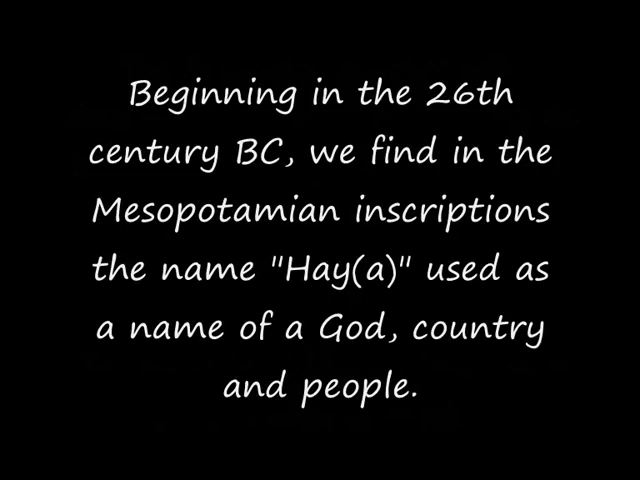 Beginning in the 26th
century BC, we find in the
Mesopotamian inscriptions
the name "Hay(a)" used as
a name of a God, country
and people.